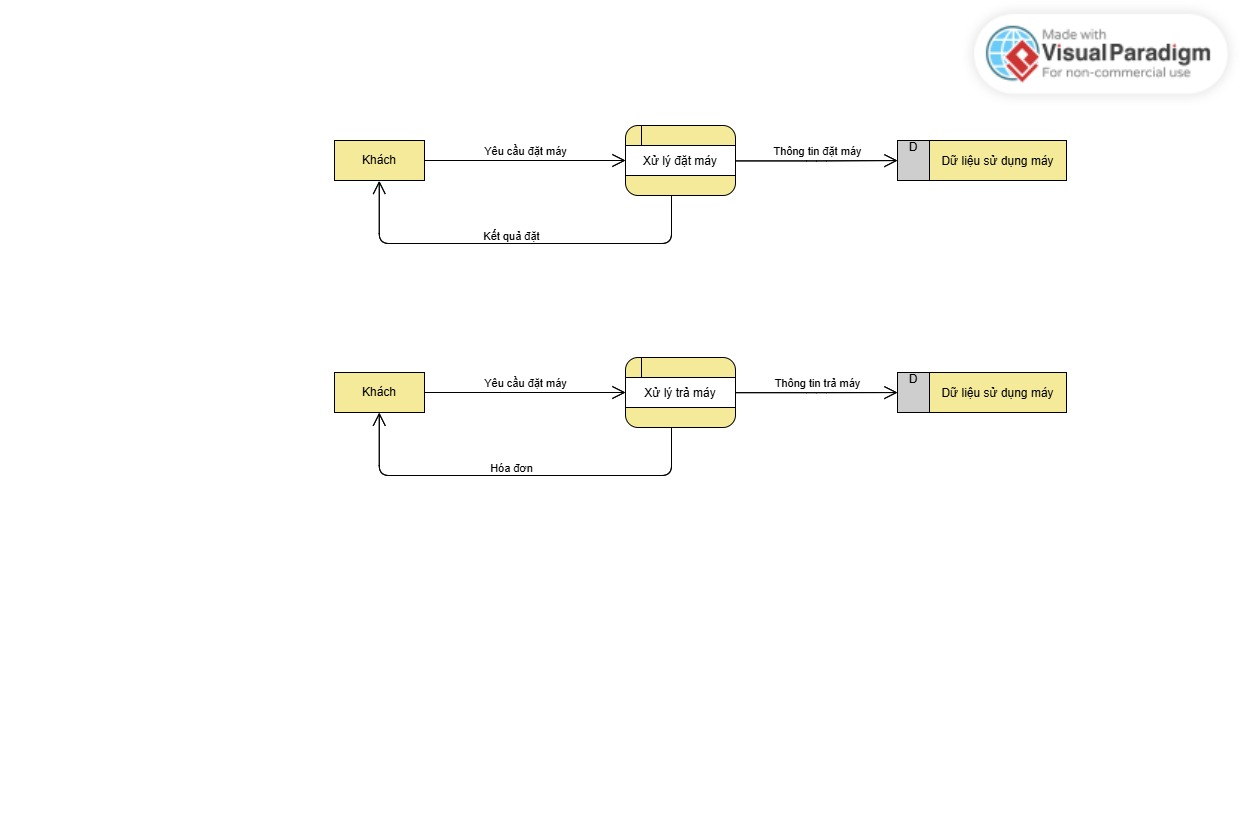 Made with
VisualParadigm
For non-commercial use
Khách
Yêu cầu đặt máy
Xử lý đặt máy
Thông tin đặt máy
D
Dữ liệu sử dụng máy
Kết quả đặt
Khách
Yêu cầu đặt máy
Xử lý trả máy
Thông tin trả máy
D
Dữ liệu sử dụng máy
Hóa đơn